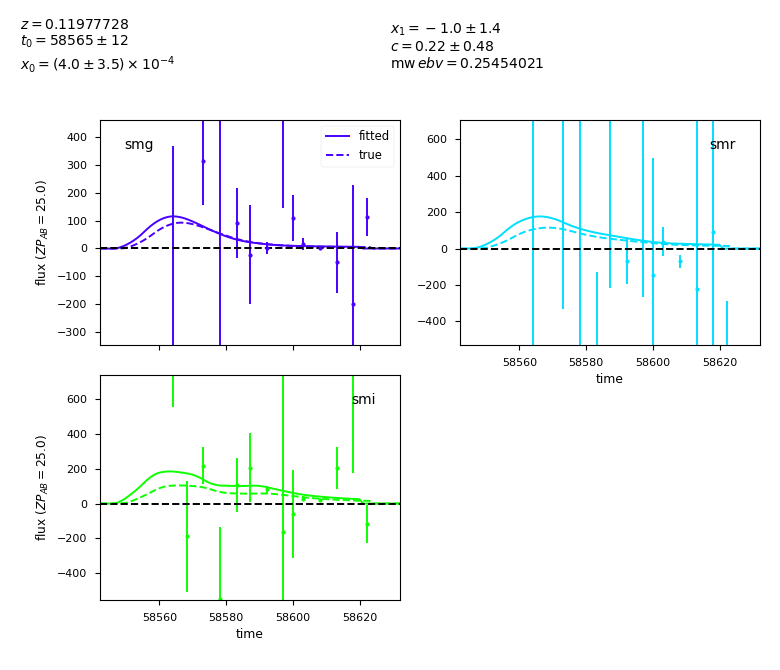 z = 0.11977728
t₀ = 58565 ± 12
x₀ = (4.0 ± 3.5) × 10⁻⁴
x₁ = − 1.0 ± 1.4
c = 0.22 ± 0.48
mw ebv = 0.25454021
smg
fitted
true
400
300
200
100
0
−100
−200
−300
flux (ZP_AB = 25.0)
smr
600
400
200
0
−200
−400
58560 58580 58600 58620
time
smi
600
400
200
0
−200
−400
flux (ZP_AB = 25.0)
58560 58580 58600 58620
time